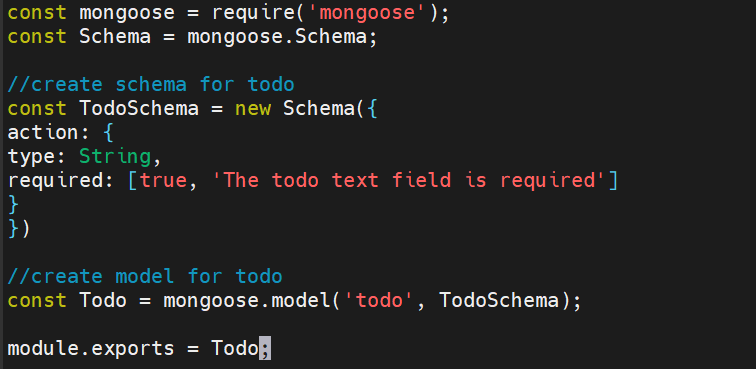 const mongoose = require('mongoose');
const Schema = mongoose.Schema;
//create schema for todo
const TodoSchema = new Schema({
action: {
type: String,
required: [true, 'The todo text field is required']
}
})
//create model for todo
const Todo = mongoose.model('todo', TodoSchema);
module.exports = Todo;